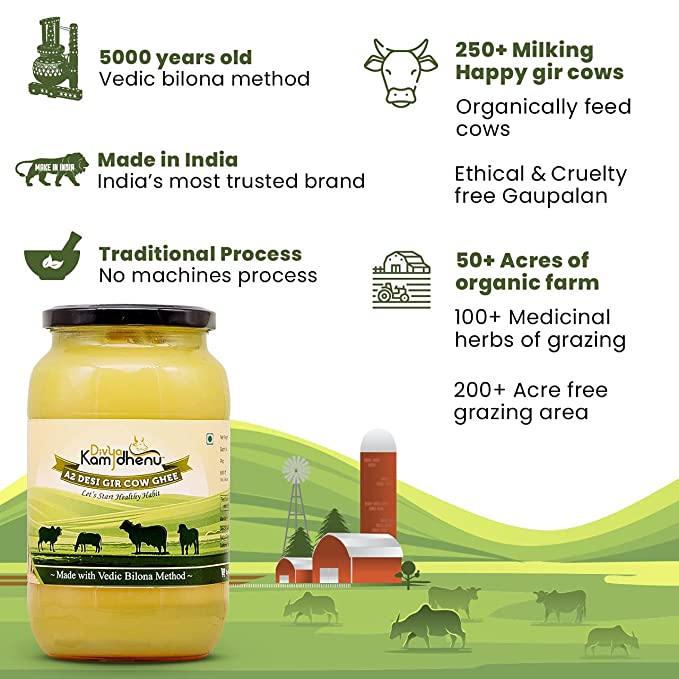 5000 years old
Vedic bilona method
MAKE IN INDIA
Made in India
India's most trusted brand
Traditional Process
No machines process
250+ Milking
Happy gir cows
Organically feed
cows
Ethical & Cruelty
free Gaupalan
50+ Acres of
organic farm
100+ Medicinal
herbs of grazing
200+ Acre free
grazing area
Divya
Kamdhenu
A2 DESI GIR COW GHEE
Let's Start Healthy Habit
~ Made with Vedic Bilona Method ~